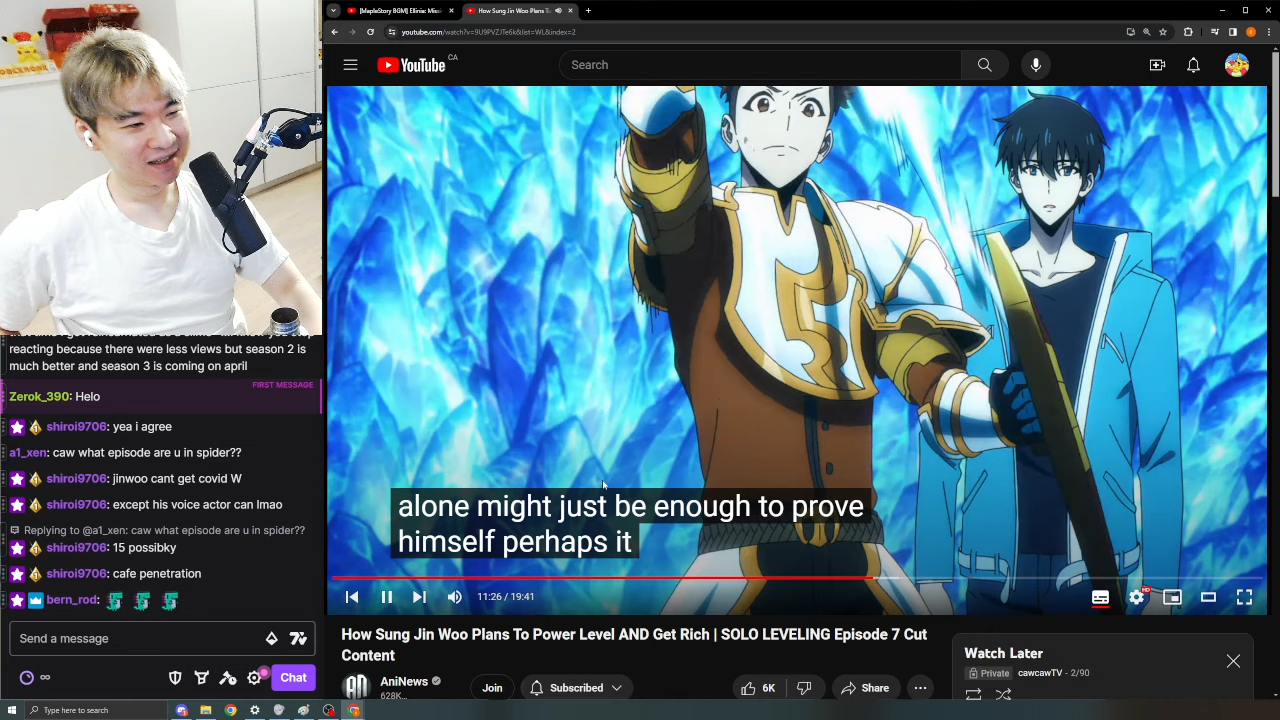 [MapleStory BGM] Ellinia: Missi
How Sung Jin Woo Plans To
youtube.com/watch?v=9U9PVZJTe6k&list=WL&index=2
YouTube CA
Search
alone might just be enough to prove
himself perhaps it
11:26 / 19:41
HD
How Sung Jin Woo Plans To Power Level AND Get Rich | SOLO LEVELING Episode 7 Cut
Content
AniNews
628K...
Join
Subscribed
6K
Share
Watch Later
Private cawcawTV - 2/90
reacting because there were less views but season 2 is
much better and season 3 is coming on april
FIRST MESSAGE
Zerok_390: Helo
shiroi9706: yea i agree
a1_xen: caw what episode are u in spider??
shiroi9706: jinwoo cant get covid W
shiroi9706: except his voice actor can lmao
Replying to @a1_xen: caw what episode are u in spider??
shiroi9706: 15 possibky
shiroi9706: cafe penetration
bern_rod:
Send a message
Chat
Type here to search